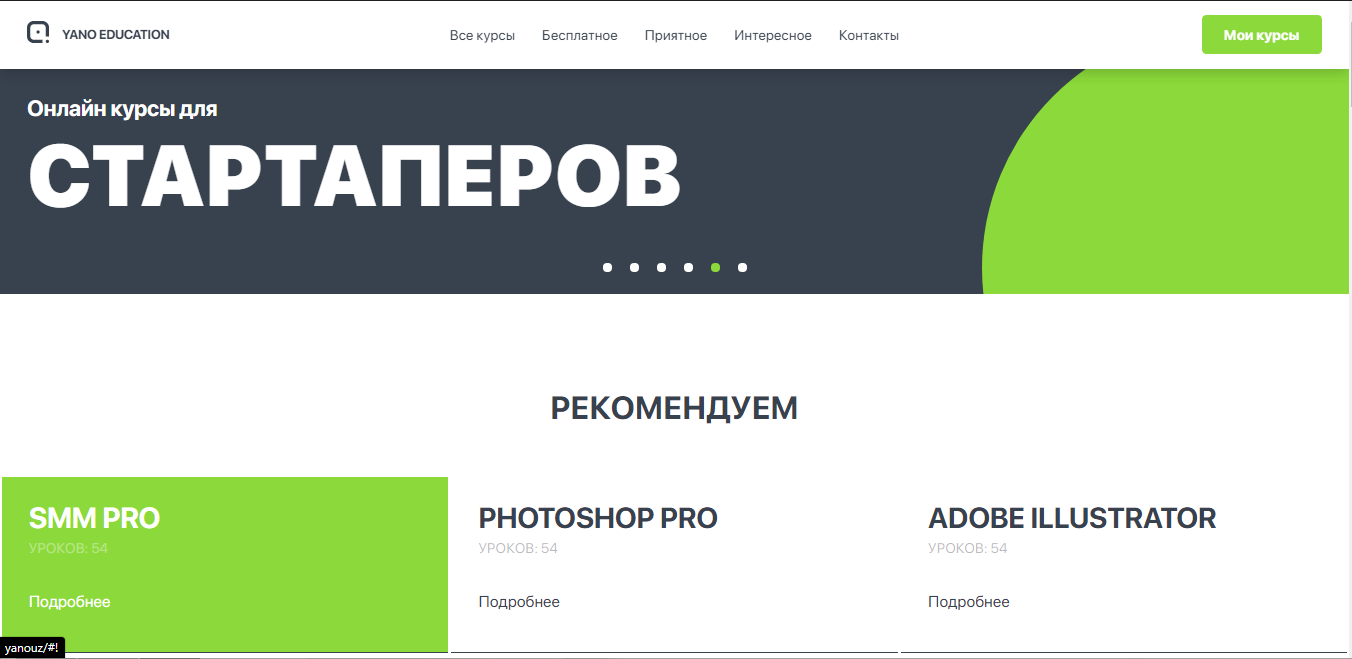 YANO EDUCATION
Все курсы Бесплатное Приятное Интересное Контакты
Мои курсы
Онлайн курсы для
СТАРТАПЕРОВ
РЕКОМЕНДУЕМ
SMM PRO
УРОКОВ: 54
Подробнее
PHOTOSHOP PRO
УРОКОВ: 54
Подробнее
ADOBE ILLUSTRATOR
УРОКОВ: 54
Подробнее
yanouz/#!